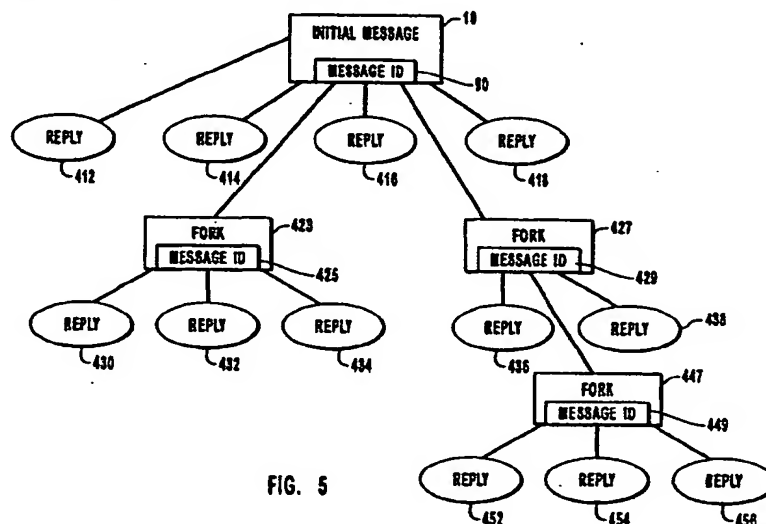 INITIAL MESSAGE
10
MESSAGE ID
90
REPLY
412
REPLY
414
REPLY
416
REPLY
418
FORK
423
MESSAGE ID
425
FORK
427
MESSAGE ID
429
REPLY
430
REPLY
432
REPLY
434
REPLY
436
REPLY
438
FORK
447
MESSAGE ID
449
REPLY
452
REPLY
454
REPLY
456
FIG. 5